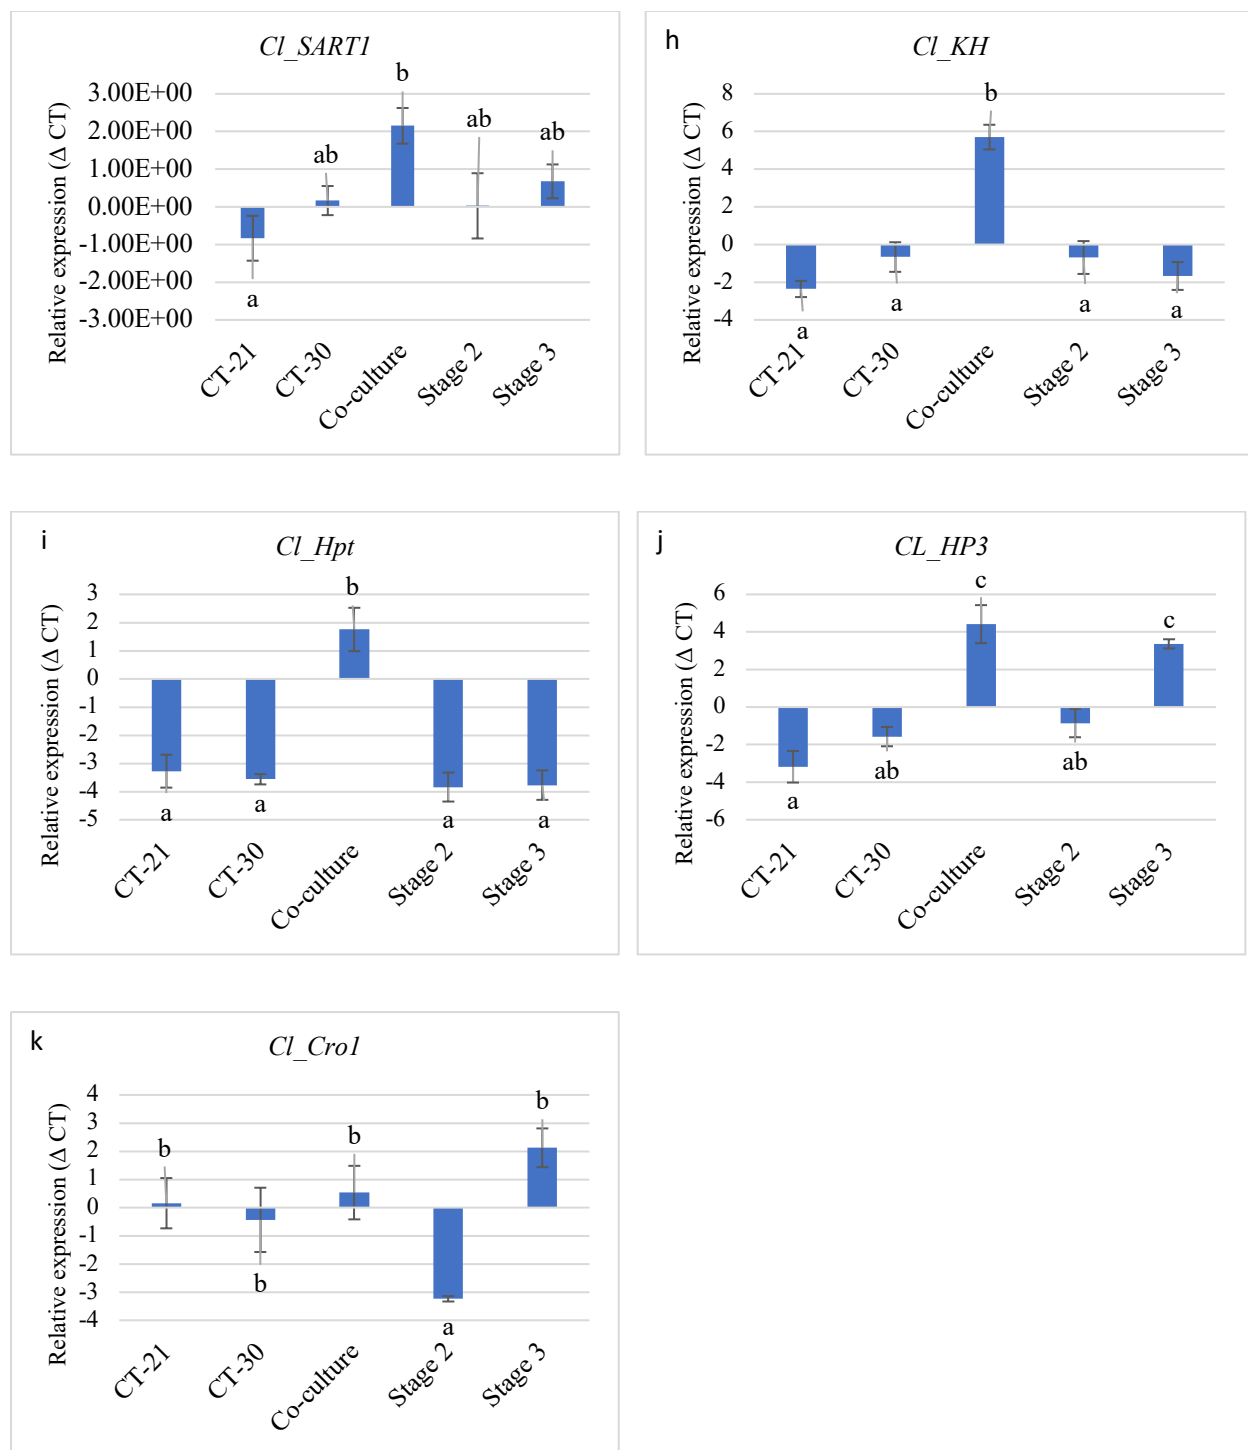 Cl_SART1
Relative expression (Δ CT)
3.00E+00
2.00E+00
1.00E+00
0.00E+00
-1.00E+00
-2.00E+00
-3.00E+00
a
ab
b
ab
ab
CT-21
CT-30
Co-culture
Stage 2
Stage 3
h
Cl_KH
Relative expression (Δ CT)
8
6
4
2
0
-2
-4
a
a
b
a
a
CT-21
CT-30
Co-culture
Stage 2
Stage 3
i
Cl_Hpt
Relative expression (Δ CT)
3
2
1
0
-1
-2
-3
-4
-5
a
a
b
a
a
CT-21
CT-30
Co-culture
Stage 2
Stage 3
j
CL_HP3
Relative expression (Δ CT)
6
4
2
0
-2
-4
-6
a
ab
c
ab
c
CT-21
CT-30
Co-culture
Stage 2
Stage 3
k
Cl_Cro1
Relative expression (Δ CT)
4
3
2
1
0
-1
-2
-3
-4
b
b
b
a
b
CT-21
CT-30
Co-culture
Stage 2
Stage 3